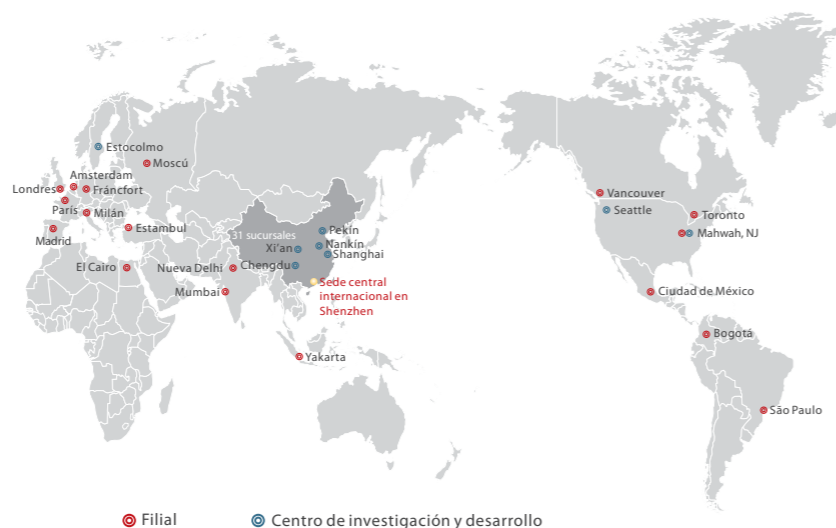 Estocolmo
Moscú
Amsterdam
Londres
Fráncfort
París
Milán
Madrid
Estambul
31 sucursales
Pekín
Xi'an
Nankín
Shanghai
El Cairo
Nueva Delhi
Chengdu
Mumbai
Sede central
internacional en
Shenzhen
Yakarta
Vancouver
Seattle
Toronto
Mahwah, NJ
Ciudad de México
Bogotá
São Paulo
Filial
Centro de investigación y desarrollo